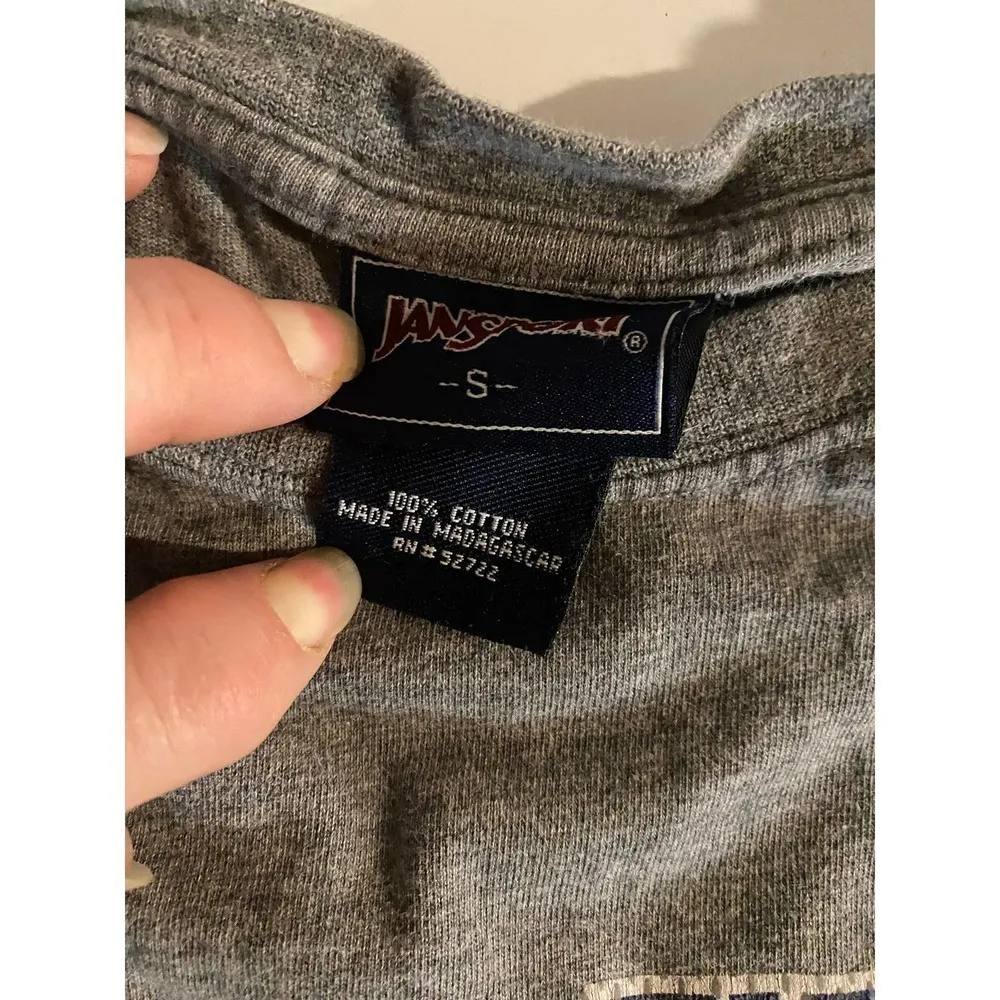 JANSPORT®
-S-
100% COTTON
MADE IN MADAGASCAR
RN# 52722